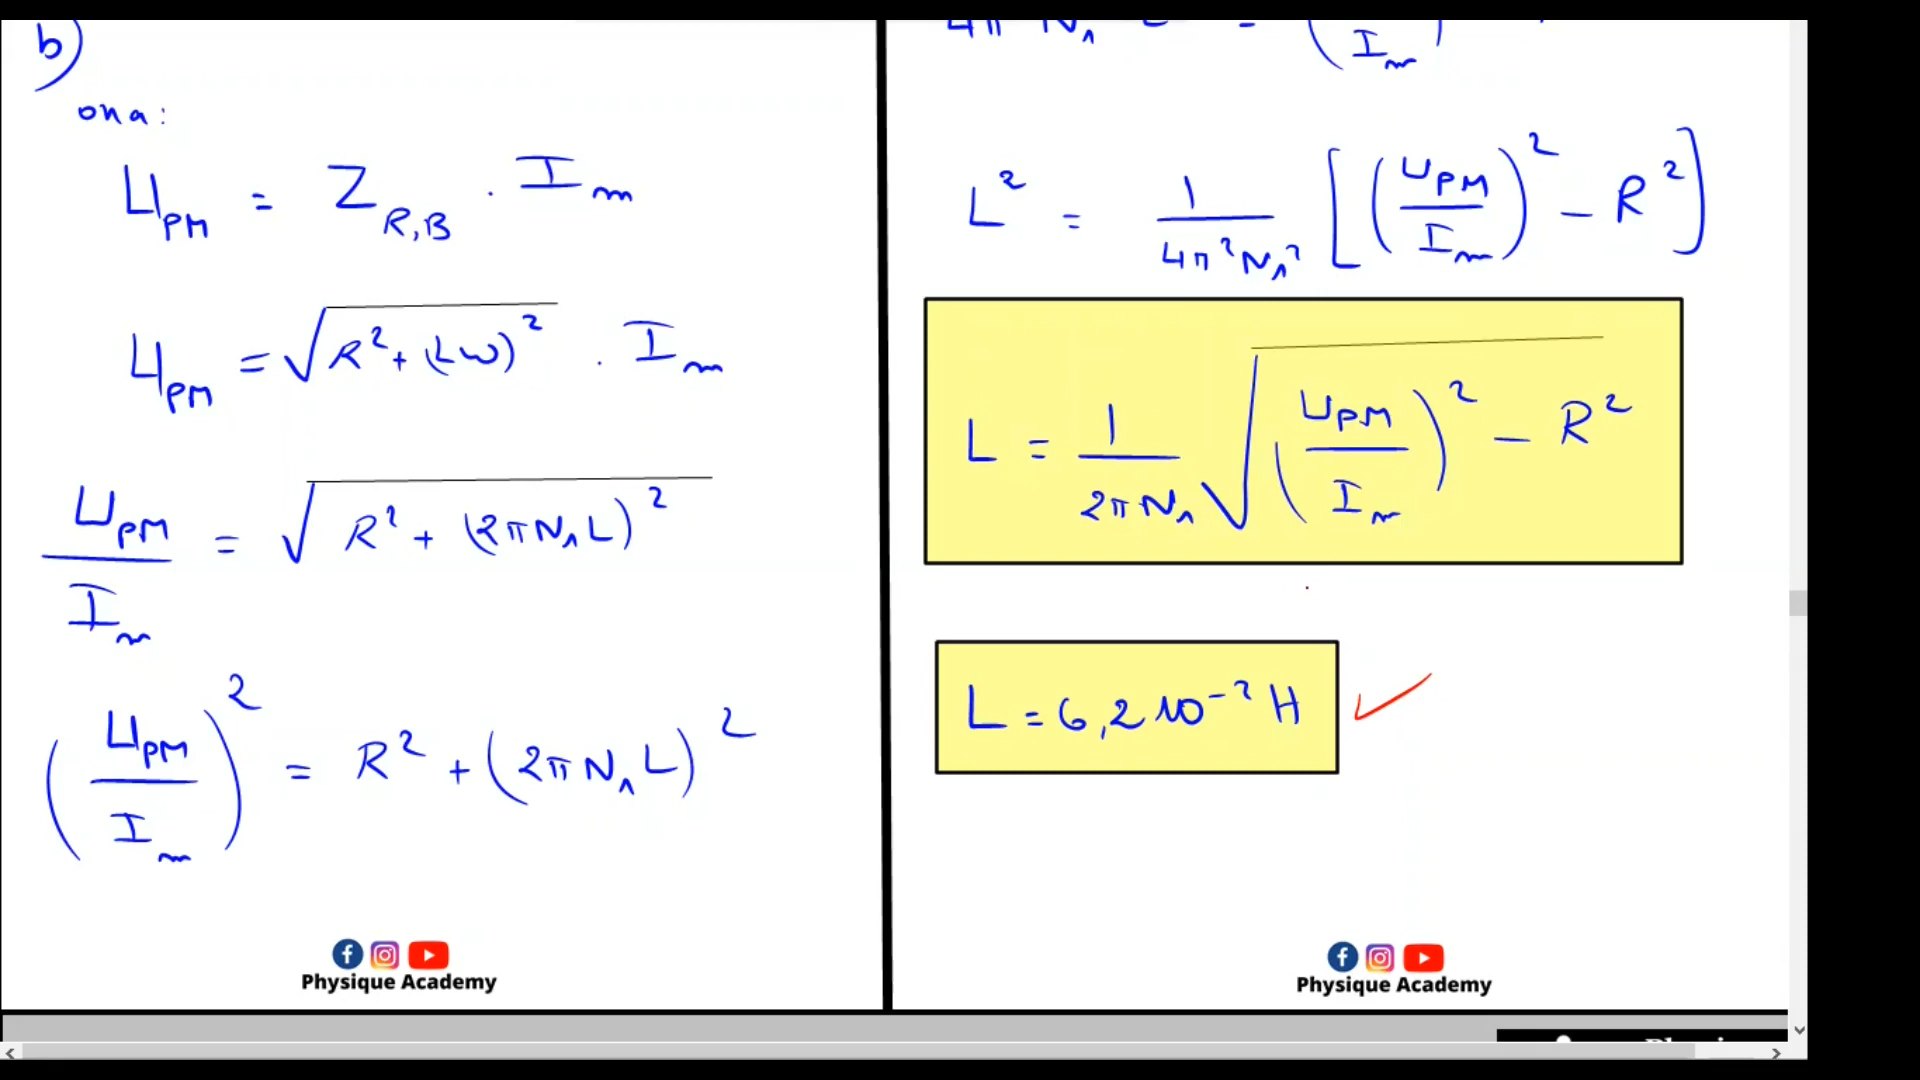 b)
on a :
U_PM = Z_R,B . I_m
U_PM = √(R² + (Lω)²) . I_m
U_PM / I_m = √(R² + (2πN₁L)²)
(U_PM / I_m)² = R² + (2πN₁L)²
Physique Academy
L² = 1 / 4π²N₁² [(U_PM / I_m)² − R²]
L = 1 / 2πN₁ √((U_PM / I_m)² − R²)
L = 6,2 10⁻² H
Physique Academy